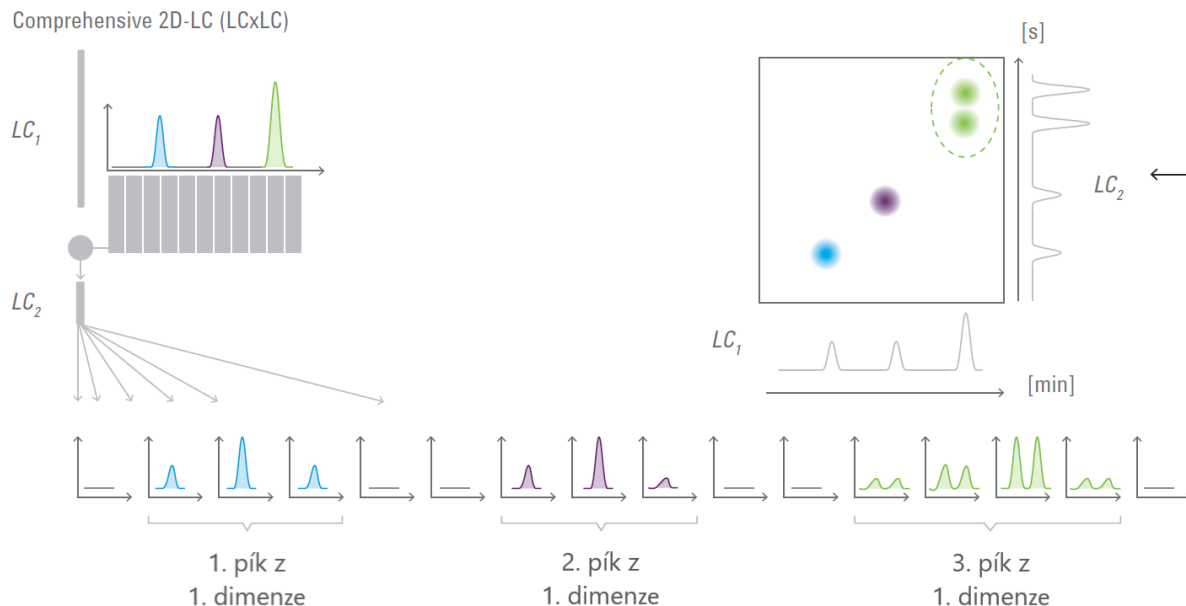 Comprehensive 2D-LC (LCxLC)
[s]
LC₁
LC₂
LC₂
LC₁
[min]
1. pík z
1. dimenze
2. pík z
1. dimenze
3. pík z
1. dimenze